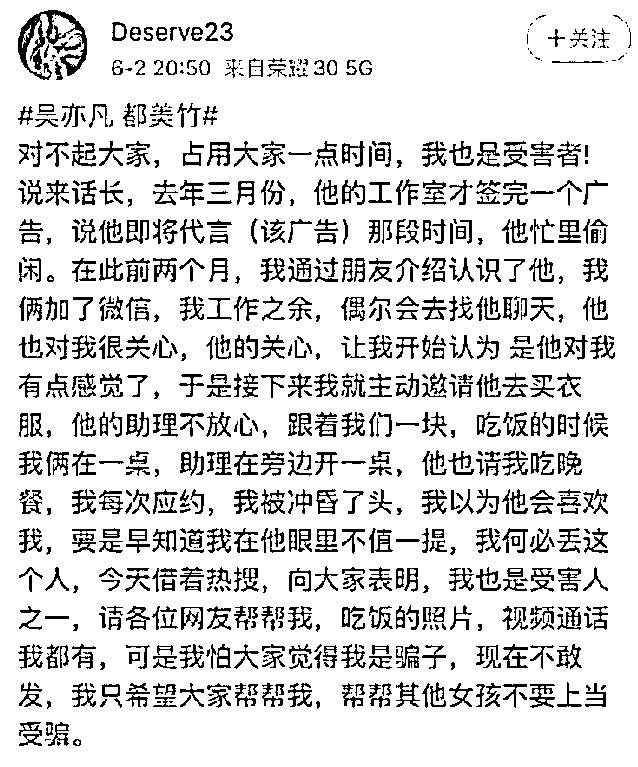 Deserve23
+关注
6-2 20:50 来自荣耀30 5G
#吴亦凡 都美竹#
对不起大家，占用大家一点时间，我也是受害者!
说来话长，去年三月份，他的工作室才签完一个广
告，说他即将代言（该广告）那段时间，他忙里偷
闲。在此前两个月，我通过朋友介绍认识了他，我
俩加了微信，我工作之余，偶尔会去找他聊天，他
也对我很关心，他的关心，让我开始认为 是他对我
有点感觉了，于是接下来我就主动邀请他去买衣
服，他的助理不放心，跟着我们一块，吃饭的时候
我俩在一桌，助理在旁边开一桌，他也请我吃晚
餐，我每次应约，我被冲昏了头，我以为他会喜欢
我，要是早知道我在他眼里不值一提，我何必丢这
个人，今天借着热搜，向大家表明，我也是受害人
之一，请各位网友帮帮我，吃饭的照片，视频通话
我都有，可是我怕大家觉得我是骗子，现在不敢
发，我只希望大家帮帮我，帮帮其他女孩不要上当
受骗。